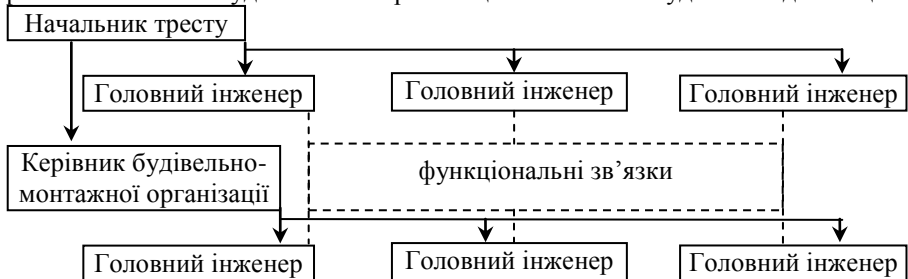 Начальник тресту
Головний інженер
Головний інженер
Головний інженер
Керівник будівельно-
монтажної організації
функціональні зв’язки
Головний інженер
Головний інженер
Головний інженер